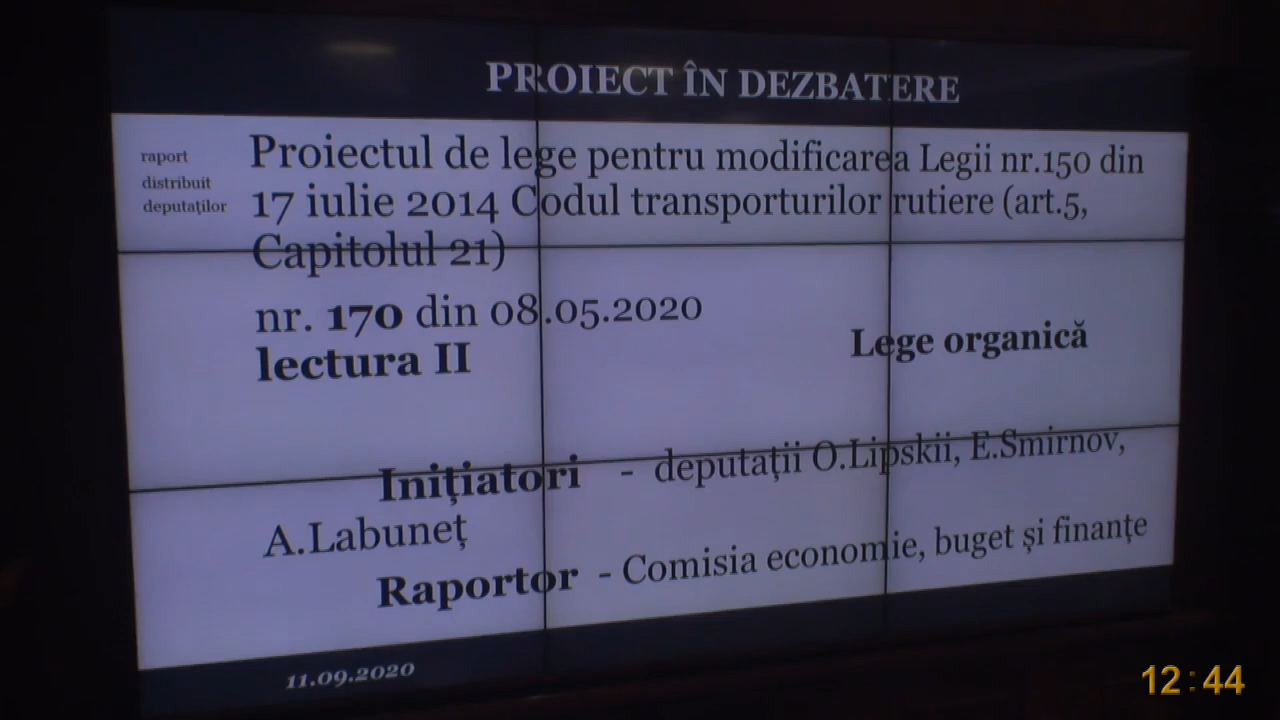 PROIECT ÎN DEZBATERE
raport
distribuit
deputaților
Proiectul de lege pentru modificarea Legii nr.150 din
17 iulie 2014 Codul transporturilor rutiere (art.5,
Capitolul 21)
nr. 170 din 08.05.2020
lectura II
Lege organică
Inițiatori - deputații O.Lipskii, E.Smirnov,
A.Labuneț
Raportor - Comisia economie, buget și finanțe
11.09.2020
12:44